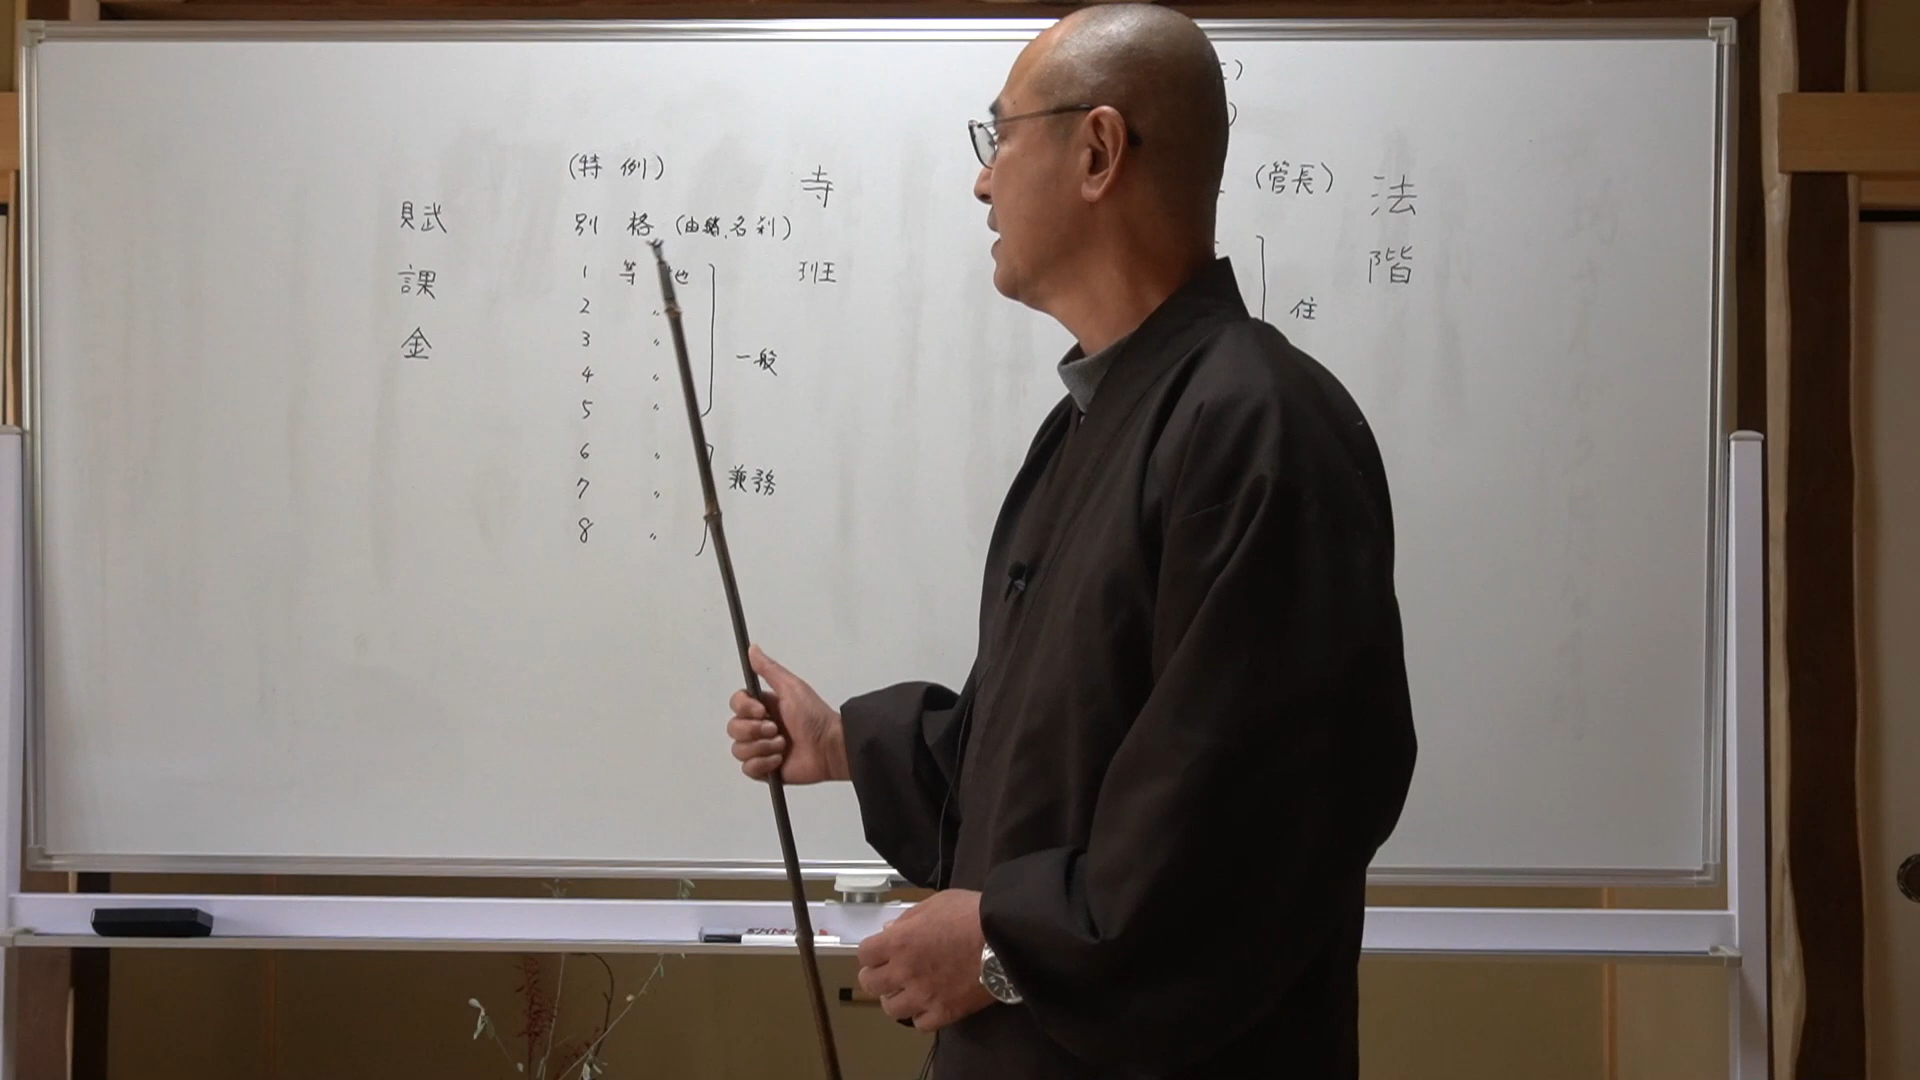 法階
(管長)
住
寺班
(特例)
別格(由緒、名刹)
1等地
2 〃
3 〃
4 〃
5 〃
一般
6 〃
7 〃
8 〃
兼務
賦課金